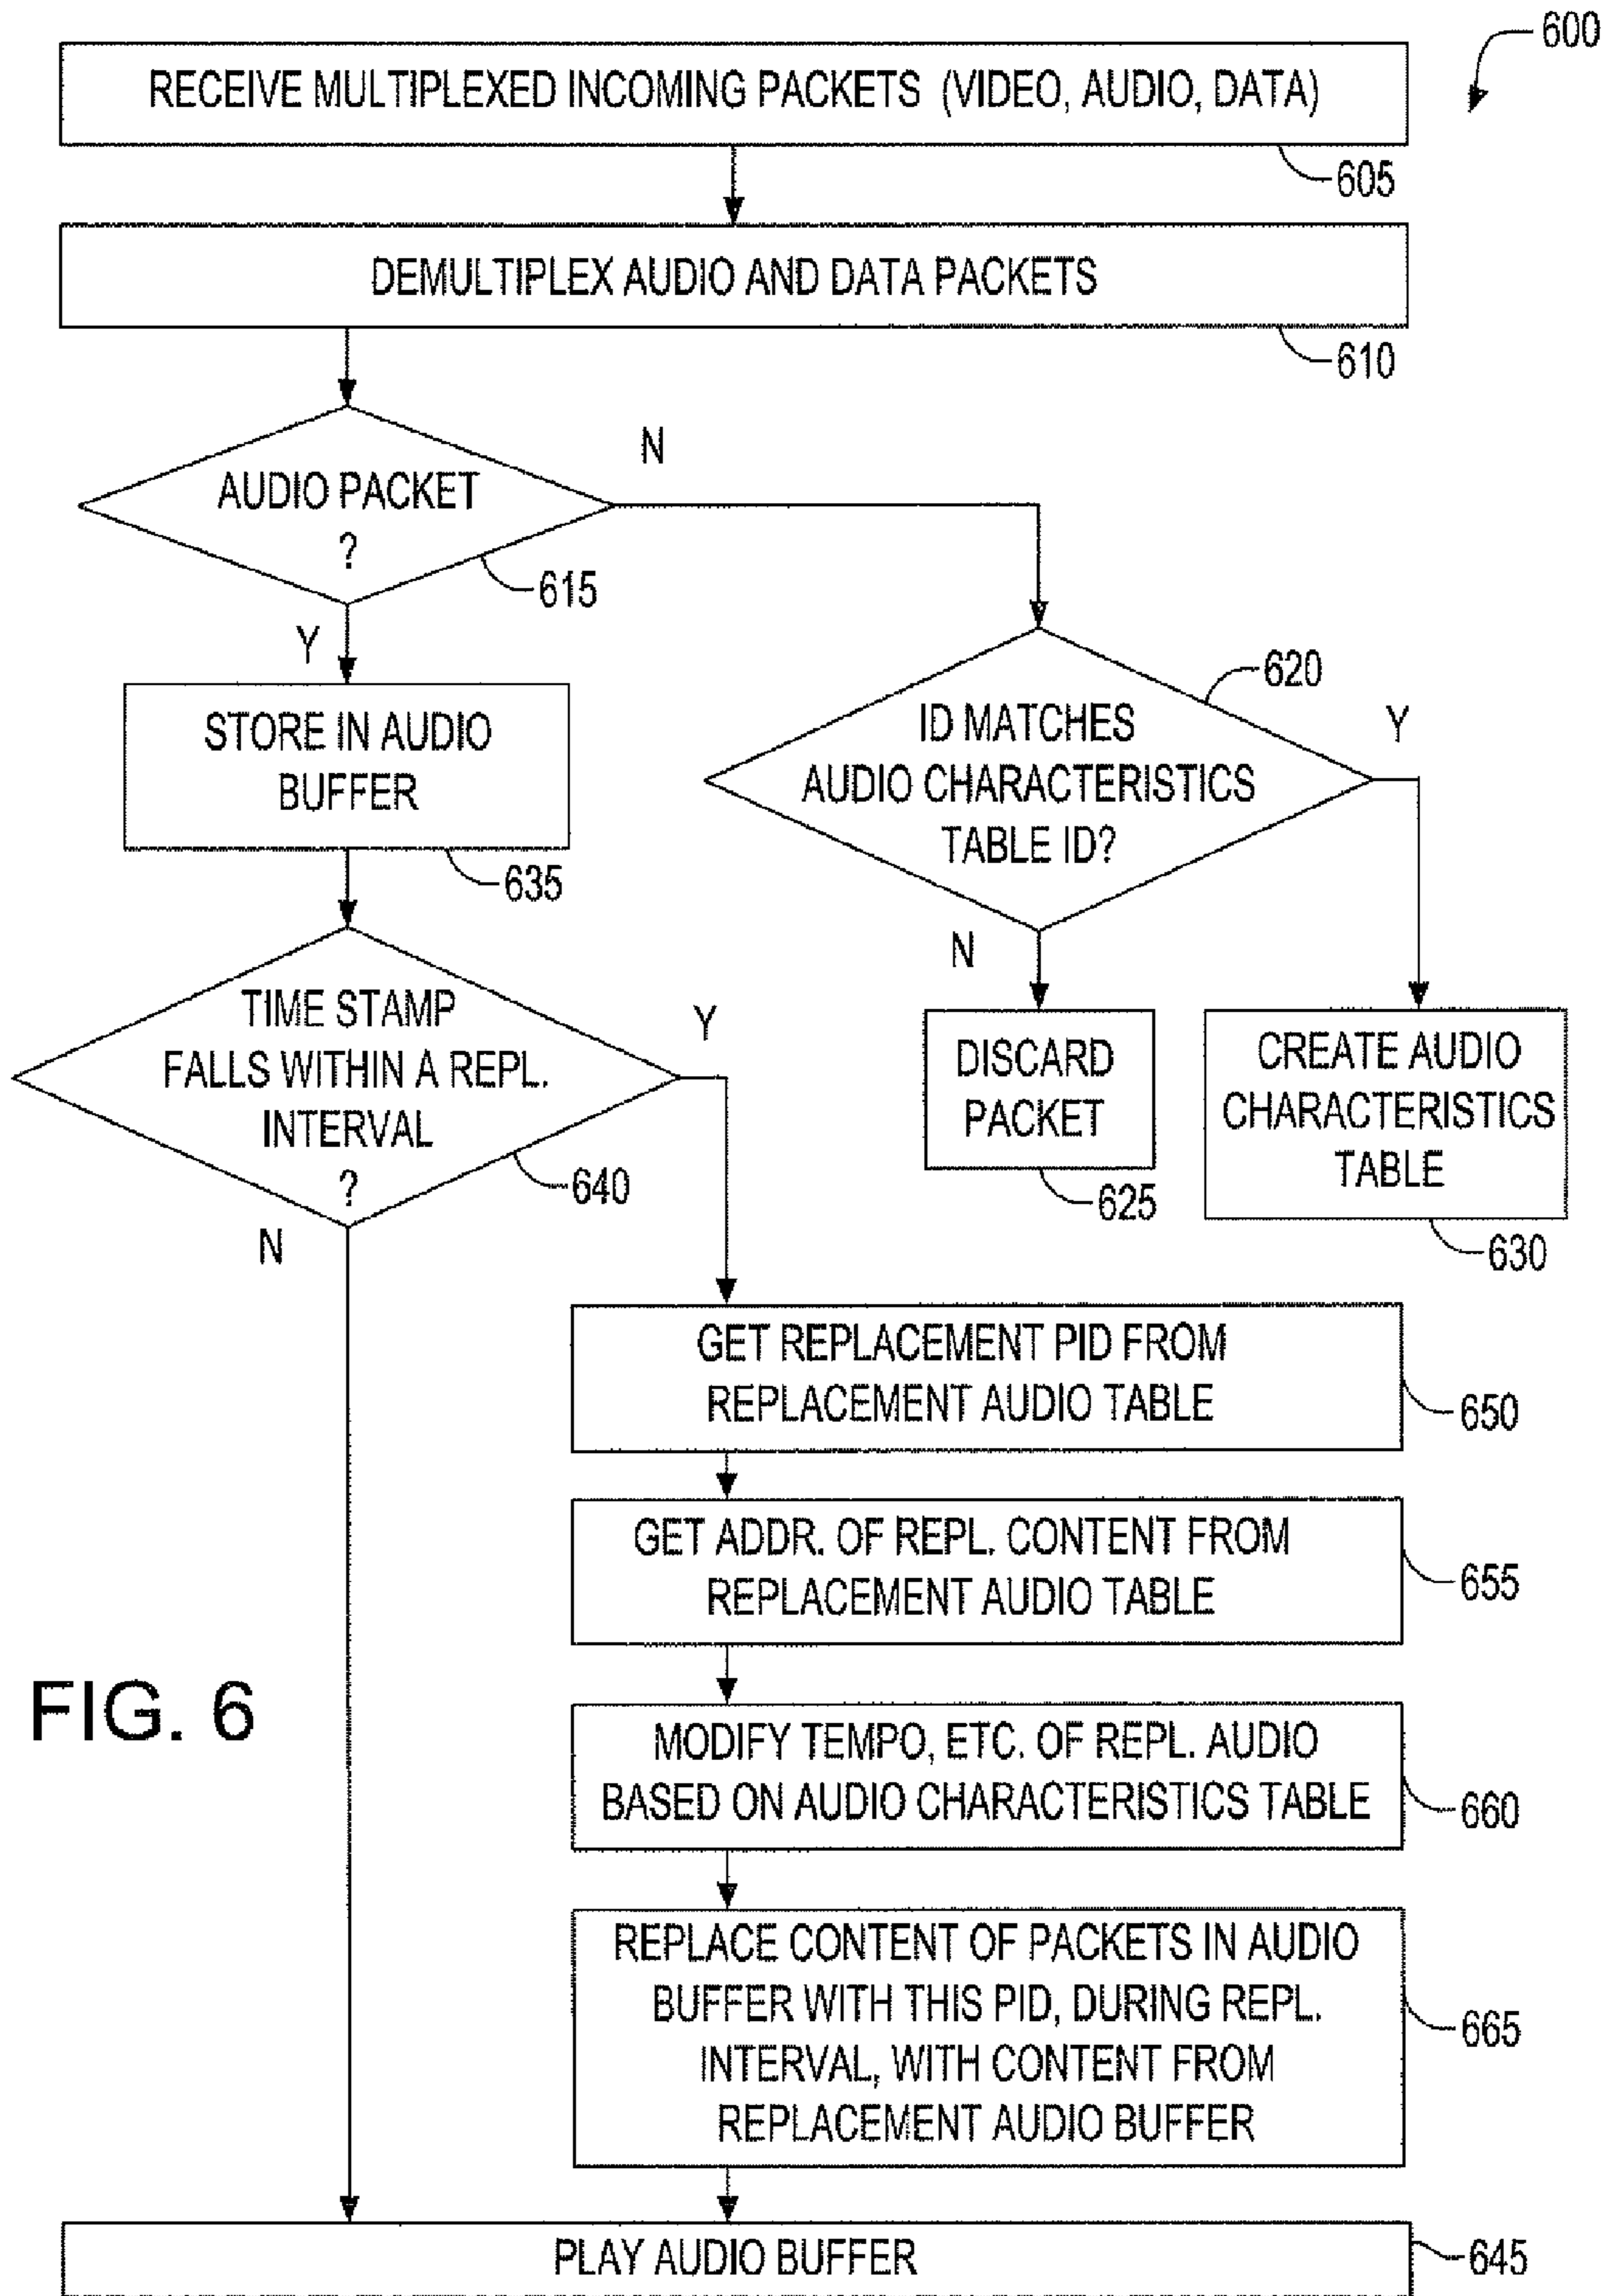 600
RECEIVE MULTIPLEXED INCOMING PACKETS (VIDEO, AUDIO, DATA)
605
DEMULTIPLEX AUDIO AND DATA PACKETS
610
AUDIO PACKET
?
615
N
Y
STORE IN AUDIO
BUFFER
635
ID MATCHES
AUDIO CHARACTERISTICS
TABLE ID?
620
Y
N
DISCARD
PACKET
625
CREATE AUDIO
CHARACTERISTICS
TABLE
630
TIME STAMP
FALLS WITHIN A REPL.
INTERVAL
?
640
Y
N
GET REPLACEMENT PID FROM
REPLACEMENT AUDIO TABLE
650
GET ADDR. OF REPL. CONTENT FROM
REPLACEMENT AUDIO TABLE
655
FIG. 6
MODIFY TEMPO, ETC. OF REPL. AUDIO
BASED ON AUDIO CHARACTERISTICS TABLE
660
REPLACE CONTENT OF PACKETS IN AUDIO
BUFFER WITH THIS PID, DURING REPL.
INTERVAL, WITH CONTENT FROM
REPLACEMENT AUDIO BUFFER
665
PLAY AUDIO BUFFER
645